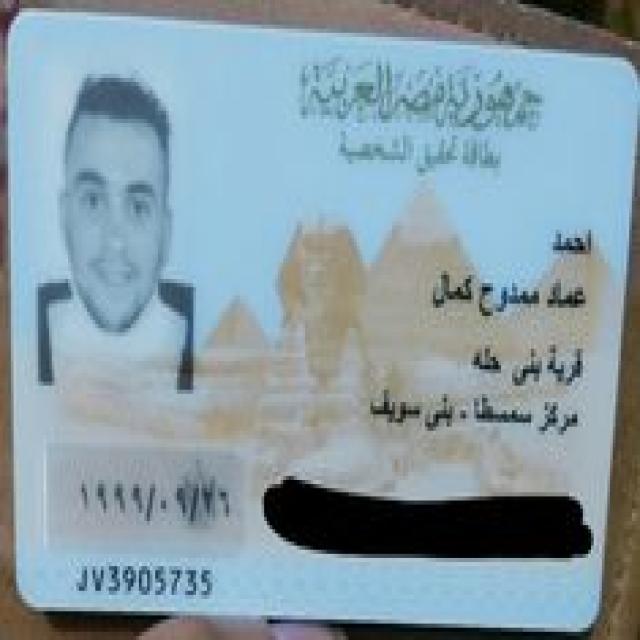 جمهورية مصر العربية
بطاقة تحقيق الشخصية
احمد
عماد ممدوح كمال
قرية بنى حله
مركز سمسطا - بنى سويف
١٩٩٩/٠٩/٢٦
JV3905735